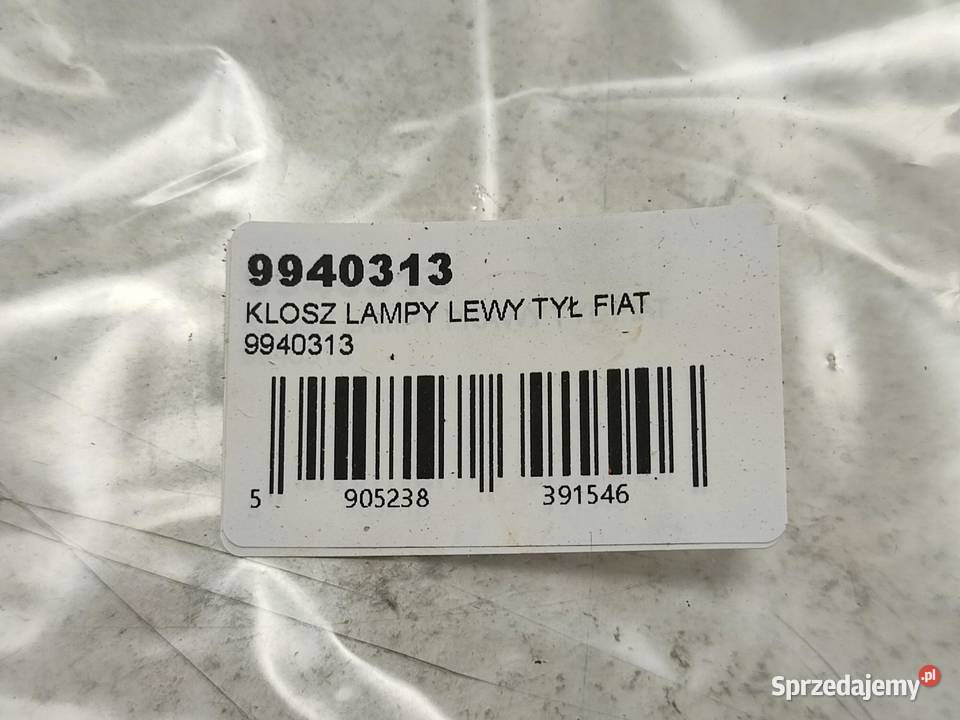 9940313
KLOSZ LAMPY LEWY TYŁ FIAT
9940313
5 905238 391546
Sprzedajemy.pl